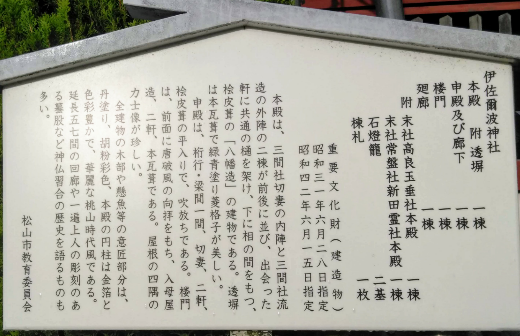 伊佐爾波神社
本殿 附 透塀 一棟
申殿及び廊下 一棟
楼門 一棟
廻廊 一棟
附 末社高良玉垂社本殿 一棟
末社常盤社新田霊社本殿 一棟
石燈籠 二基
棟札 一枚
重要文化財(建造物)
昭和三一年六月二八日指定
昭和四二年六月一五日指定
本殿は、三間社切妻の内陣と三間社流
造の外陣の二棟が前後に並び、出会った
軒に共通の樋を架け、下に相の間をもつ、
桧皮葺の「八幡造」の建物である。透塀
は本瓦葺で緑青塗り菱格子が美しい。
申殿は、桁行・梁間一間、切妻、二軒、
桧皮葺の平入りで、吹放ちである。楼門
は、前面に唐破風の向拝をもち、入母屋
造、二軒、本瓦葺である。屋根の四隅の
力士像が珍しい。
全建物の木部や懸魚等の意匠部分は、
丹塗り、胡粉彩色、本殿の円柱は金箔と
色彩豊かで、華麗な桃山時代風である。
延長五七間の回廊や一遍上人の彫刻のあ
る蟇股など神仏習合の歴史を語るものも
多い。
松山市教育委員会